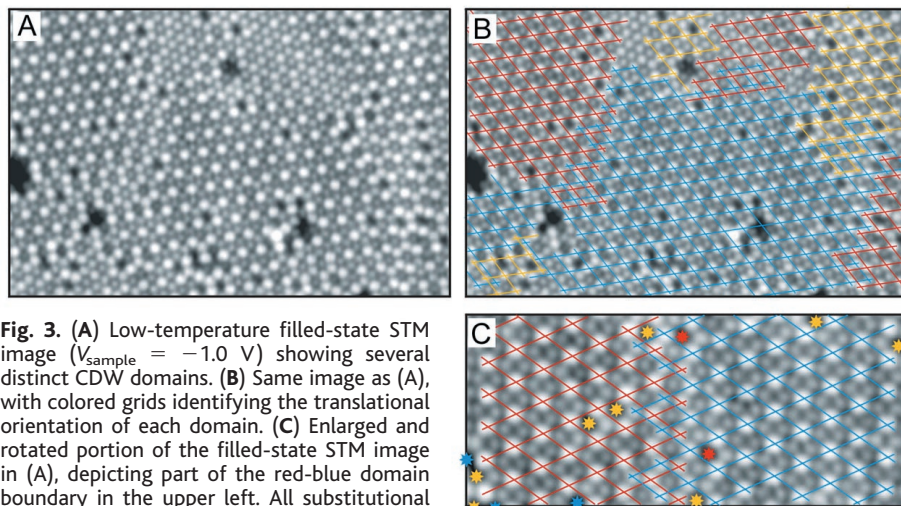 A
B
Fig. 3. (A) Low-temperature filled-state STM
image (Vsample = −1.0 V) showing several
distinct CDW domains. (B) Same image as (A),
with colored grids identifying the translational
orientation of each domain. (C) Enlarged and
rotated portion of the filled-state STM image
in (A), depicting part of the red-blue domain
boundary in the upper left. All substitutional
C